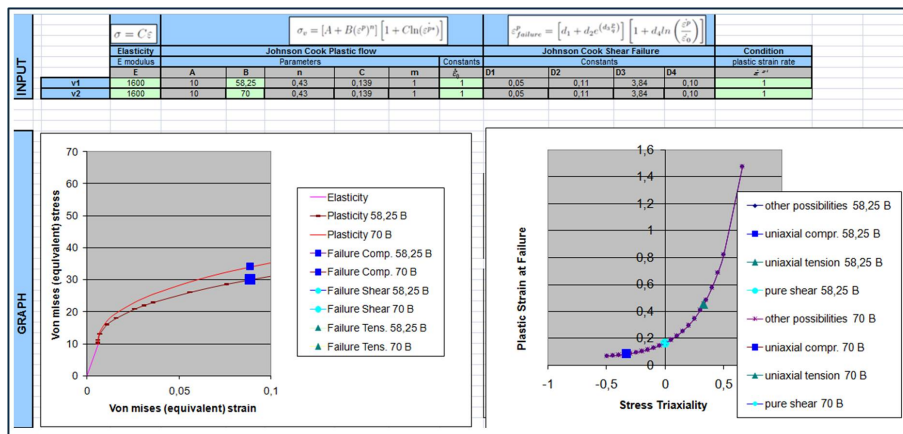 INPUT
σ = Cε
σ_v = [A + B(ε^p)^n] [1 + C ln(ε̇^p*)]
ε^p_failure = [d₁ + d₂e^(d₃ p/q)] [1 + d₄ ln(ε̇^p/ε̇₀)]
Elasticity Johnson Cook Plastic flow Johnson Cook Shear Failure Condition
E modulus Parameters Constants Constants plastic strain rate
E A B n C m ε̇₀ D1 D2 D3 D4
v1 1600 10 58,25 0,43 0,139 1 1 0,05 0,11 3,84 0,10 1
v2 1600 10 70 0,43 0,139 1 1 0,05 0,11 3,84 0,10 1
GRAPH
Von mises (equivalent) stress
70
60
50
40
30
20
10
0
0 0,05 0,1
Von mises (equivalent) strain
Elasticity
Plasticity 58,25 B
Plasticity 70 B
Failure Comp. 58,25 B
Failure Comp. 70 B
Failure Shear 58,25 B
Failure Shear 70 B
Failure Tens. 58,25 B
Failure Tens. 70 B
Plastic Strain at Failure
1,6
1,4
1,2
1
0,8
0,6
0,4
0,2
0
-1 -0,5 0 0,5
Stress Triaxiality
other possibilities 58,25 B
uniaxial compr. 58,25 B
uniaxial tension 58,25 B
pure shear 58,25 B
other possibilities 70 B
uniaxial compr. 70 B
uniaxial tension 70 B
pure shear 70 B